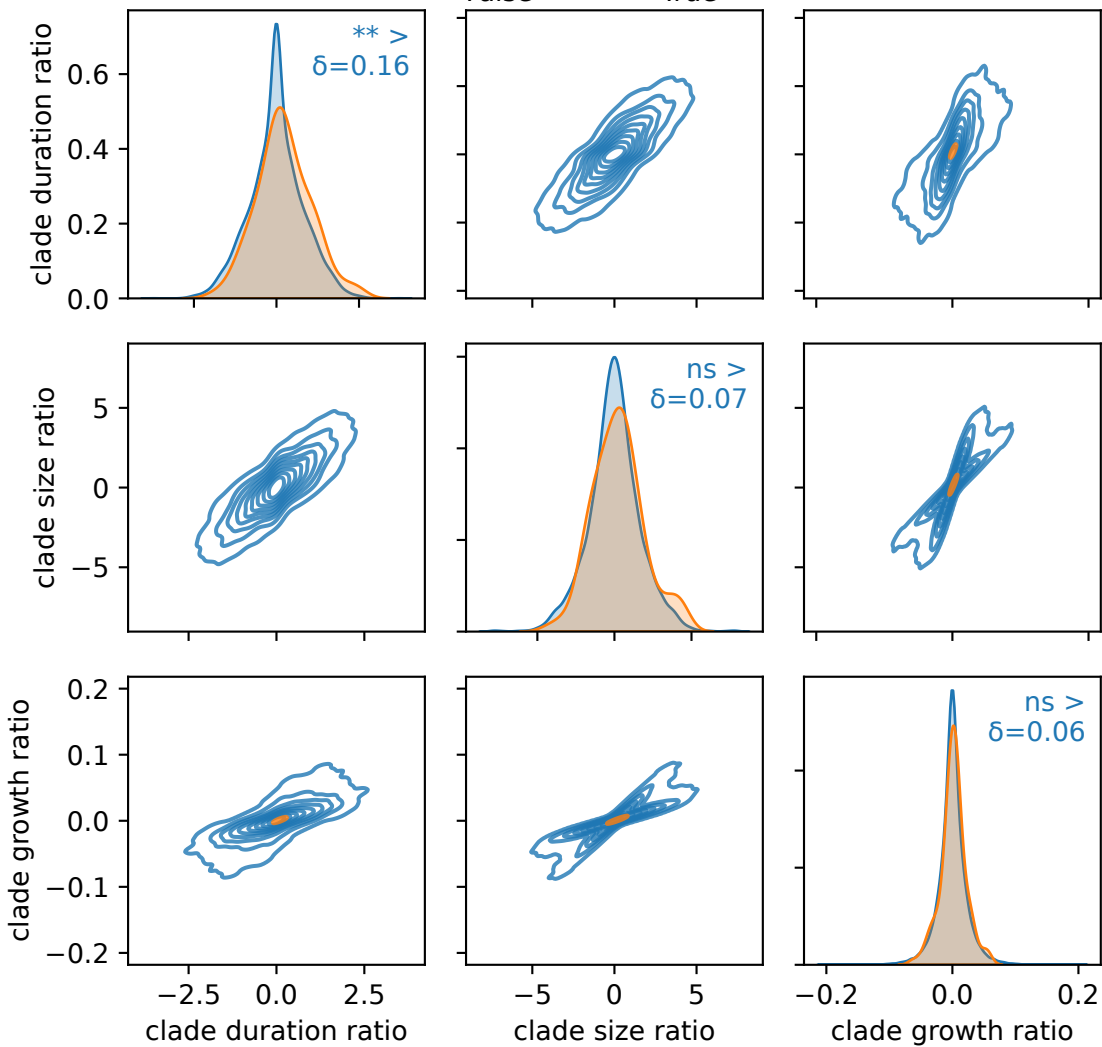 ** >
δ=0.16
clade duration ratio
0.6
0.4
0.2
0.0
ns >
δ=0.07
clade size ratio
5
0
−5
ns >
δ=0.06
clade growth ratio
0.2
0.1
0.0
−0.1
−0.2
−2.5 0.0 2.5 −5 0 5 −0.2 0.0 0.2
clade duration ratio clade size ratio clade growth ratio